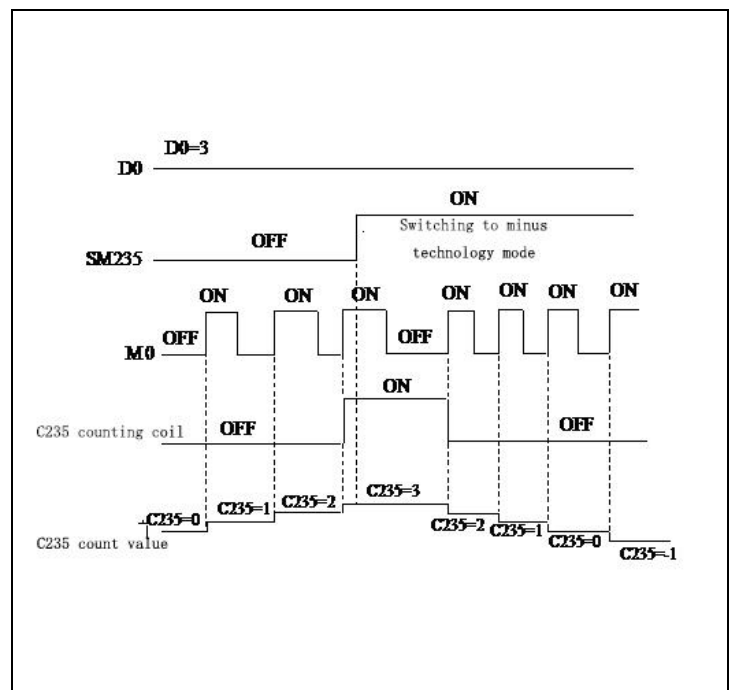 D0=3
D0
ON
Switching to minus
technology mode
OFF
SM235
ON ON ON ON ON ON ON
OFF OFF
M0
ON
C235 counting coil OFF OFF
C235=0 C235=1 C235=2 C235=3 C235=2 C235=1 C235=0 C235=-1
C235 count value